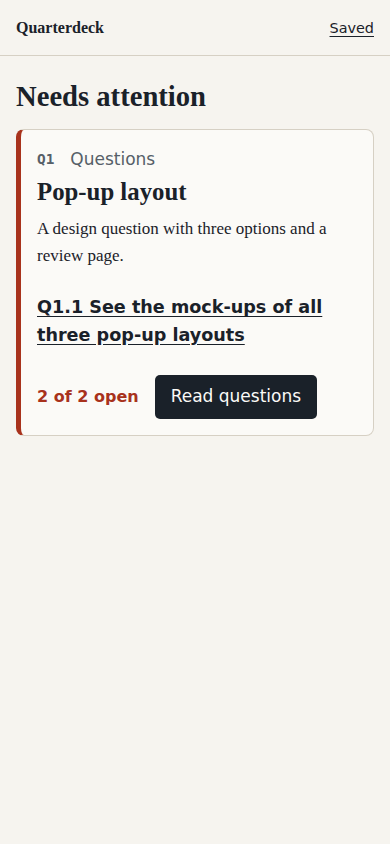 Quarterdeck
Saved
Needs attention
Q1 Questions
Pop-up layout
A design question with three options and a
review page.
Q1.1 See the mock-ups of all
three pop-up layouts
2 of 2 open
Read questions